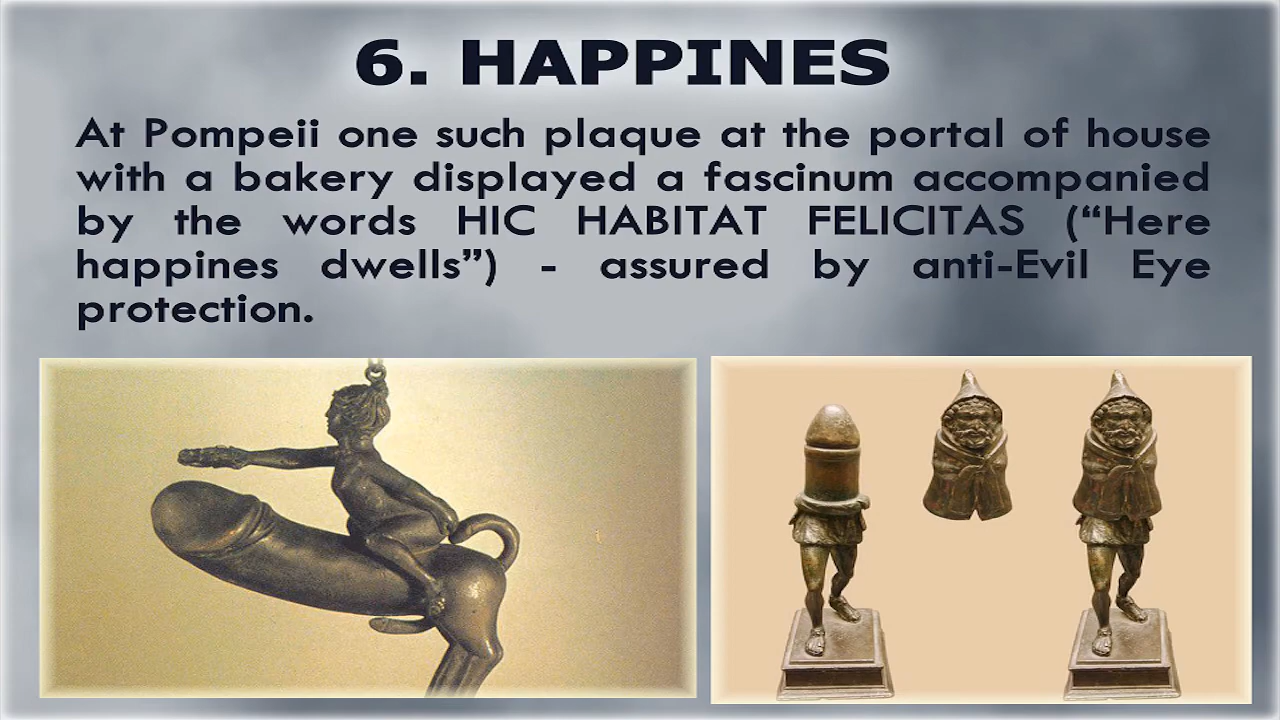 6. HAPPINES
At Pompeii one such plaque at the portal of house
with a bakery displayed a fascinum accompanied
by the words HIC HABITAT FELICITAS (“Here
happines dwells”) - assured by anti-Evil Eye
protection.